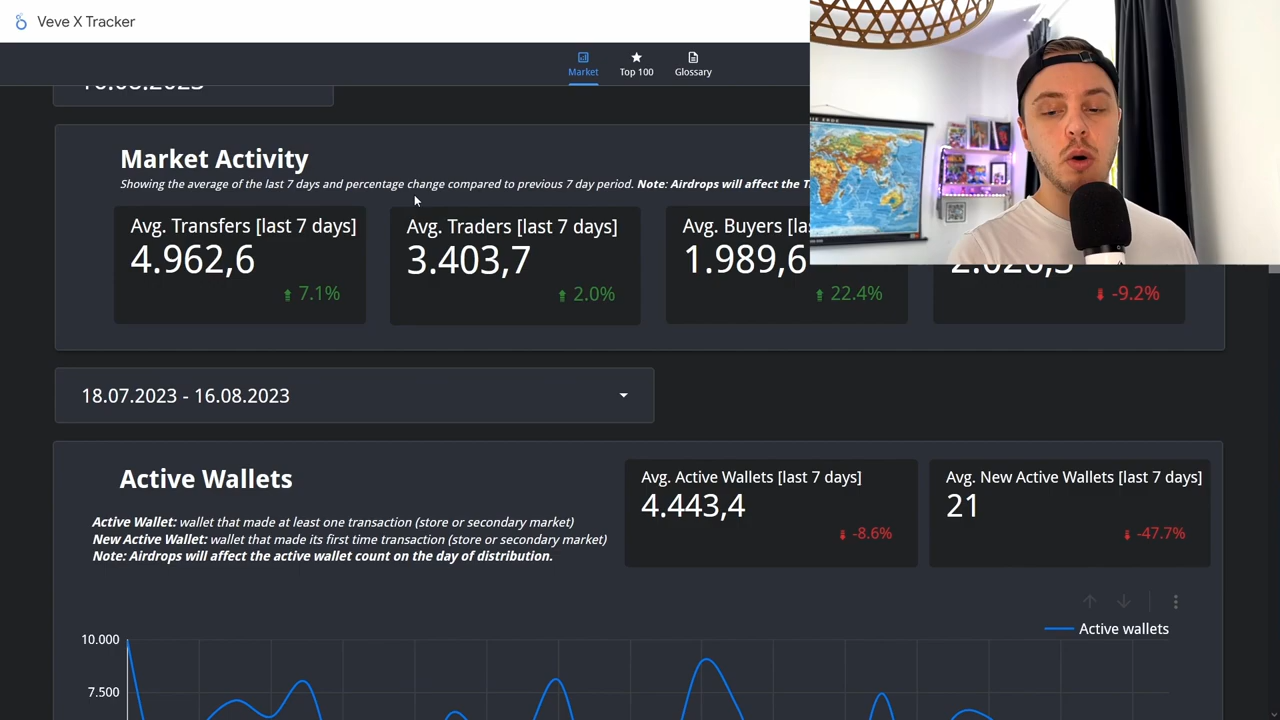 Veve X Tracker
Market
Top 100
Glossary
Market Activity
Showing the average of the last 7 days and percentage change compared to previous 7 day period. Note: Airdrops will affect the
Avg. Transfers [last 7 days]
4.962,6
7.1%
Avg. Traders [last 7 days]
3.403,7
2.0%
Avg. Buyers
1.989,6
22.4%
-9.2%
18.07.2023 - 16.08.2023
Active Wallets
Active Wallet: wallet that made at least one transaction (store or secondary market)
New Active Wallet: wallet that made its first time transaction (store or secondary market)
Note: Airdrops will affect the active wallet count on the day of distribution.
Avg. Active Wallets [last 7 days]
4.443,4
-8.6%
Avg. New Active Wallets [last 7 days]
21
-47.7%
Active wallets
10.000
7.500